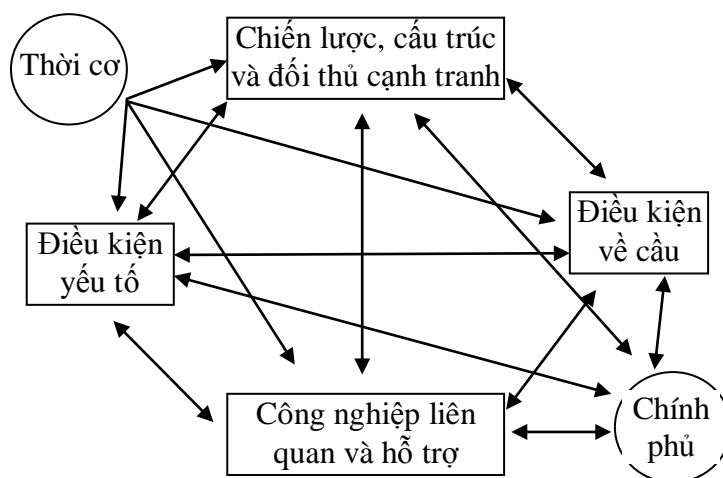 Thời cơ
Chiến lược, cấu trúc
và đối thủ cạnh tranh
Điều kiện
yếu tố
Điều kiện
về cầu
Công nghiệp liên
quan và hỗ trợ
Chính
phủ